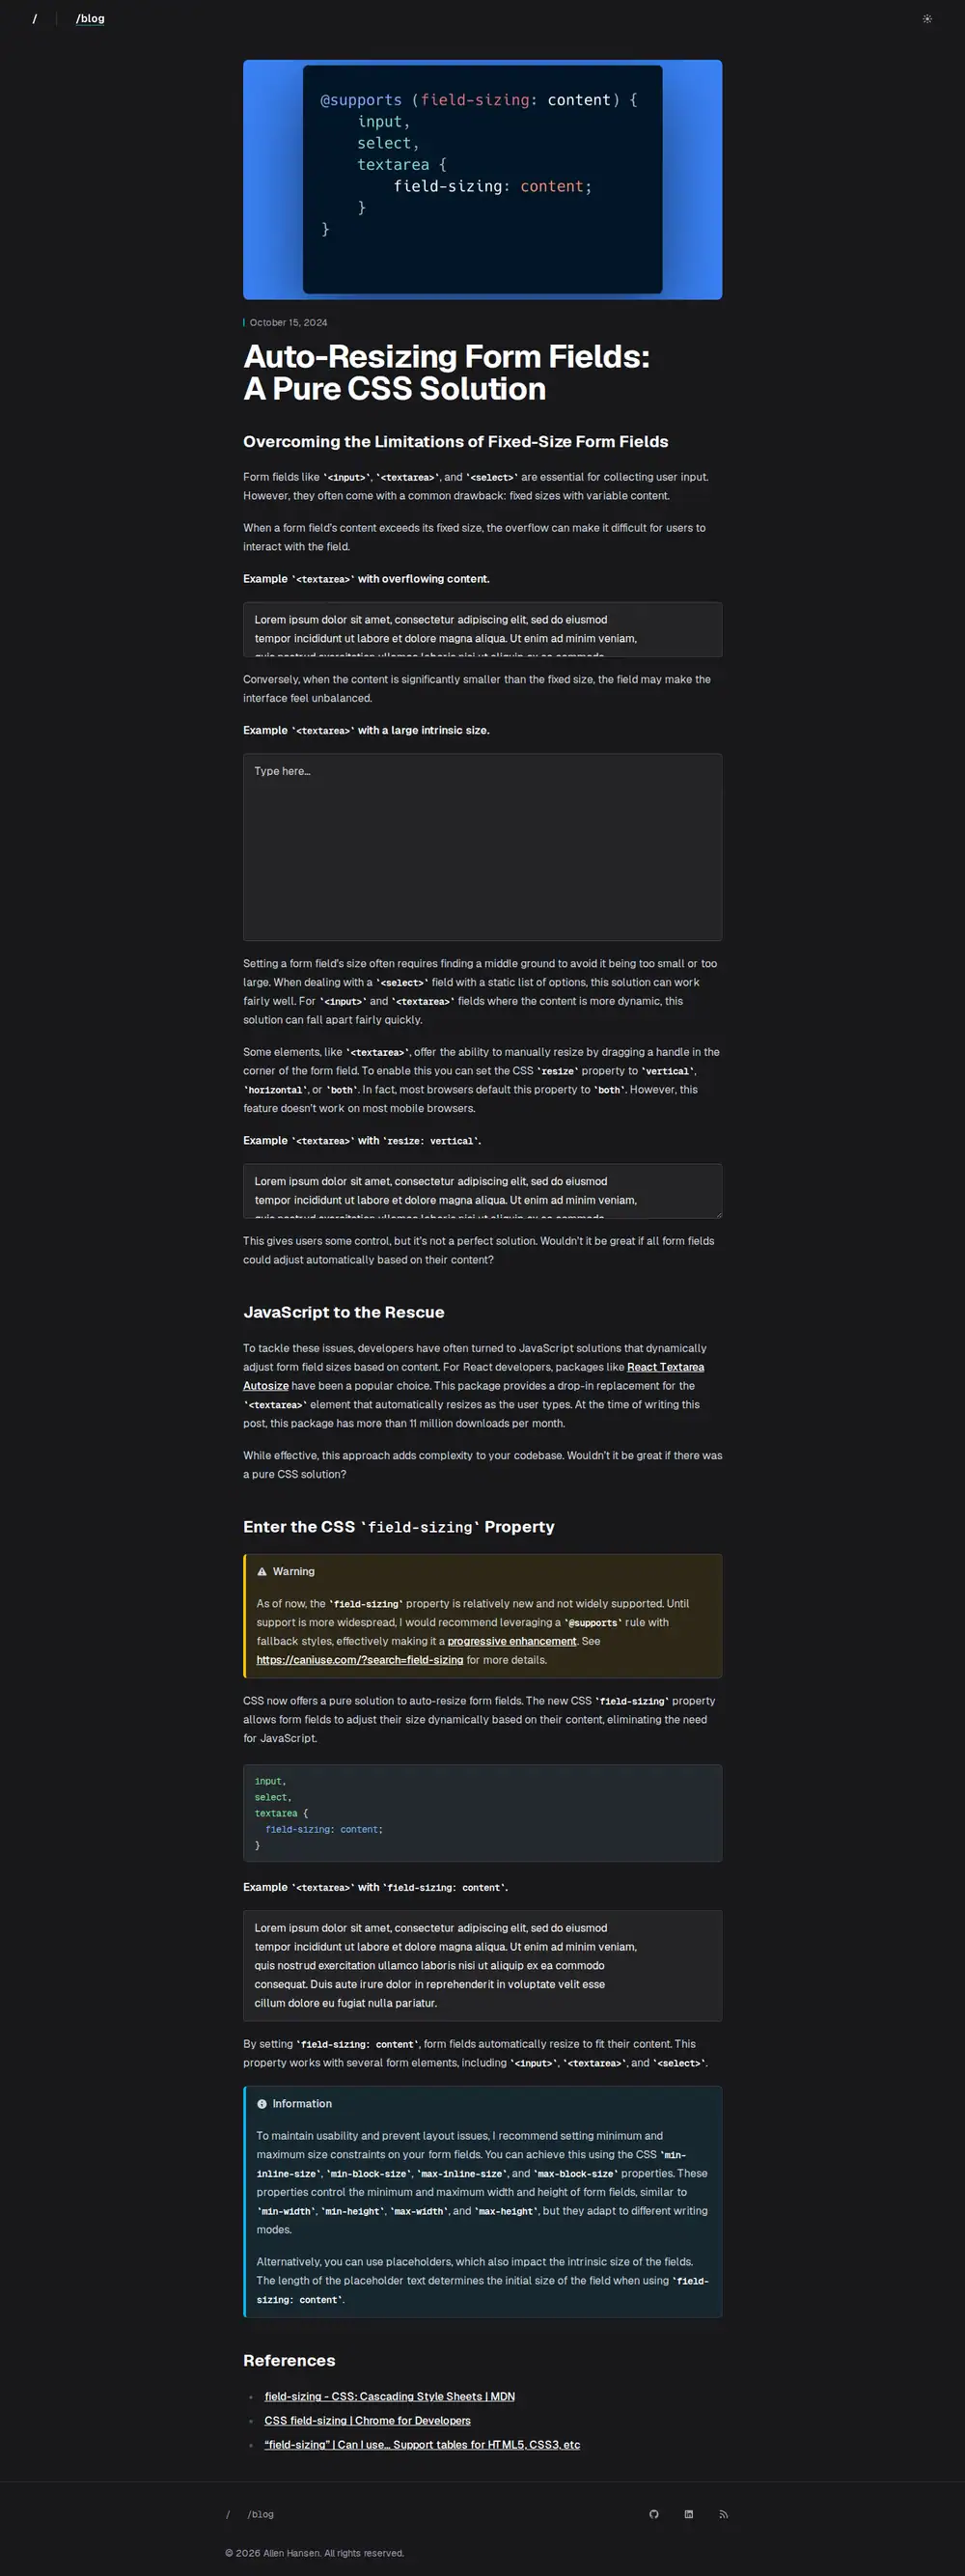 / /blog
@supports (field-sizing: content) {
input,
select,
textarea {
field-sizing: content;
}
}
October 15, 2024
Auto-Resizing Form Fields:
A Pure CSS Solution
Overcoming the Limitations of Fixed-Size Form Fields
Form fields like `<input>`, `<textarea>`, and `<select>` are essential for collecting user input.
However, they often come with a common drawback: fixed sizes with variable content.
When a form field's content exceeds its fixed size, the overflow can make it difficult for users to
interact with the field.
Example `<textarea>` with overflowing content.
Lorem ipsum dolor sit amet, consectetur adipiscing elit, sed do eiusmod
tempor incididunt ut labore et dolore magna aliqua. Ut enim ad minim veniam,
quis nostrud exercitation ullamco laboris nisi ut aliquip ex ea commodo
Conversely, when the content is significantly smaller than the fixed size, the field may make the
interface feel unbalanced.
Example `<textarea>` with a large intrinsic size.
Type here...
Setting a form field's size often requires finding a middle ground to avoid it being too small or too
large. When dealing with a `<select>` field with a static list of options, this solution can work
fairly well. For `<input>` and `<textarea>` fields where the content is more dynamic, this
solution can fall apart fairly quickly.
Some elements, like `<textarea>`, offer the ability to manually resize by dragging a handle in the
corner of the form field. To enable this you can set the CSS `resize` property to `vertical`,
`horizontal`, or `both`. In fact, most browsers default this property to `both`. However, this
feature doesn't work on most mobile browsers.
Example `<textarea>` with `resize: vertical`.
Lorem ipsum dolor sit amet, consectetur adipiscing elit, sed do eiusmod
tempor incididunt ut labore et dolore magna aliqua. Ut enim ad minim veniam,
quis nostrud exercitation ullamco laboris nisi ut aliquip ex ea commodo
This gives users some control, but it's not a perfect solution. Wouldn't it be great if all form fields
could adjust automatically based on their content?
JavaScript to the Rescue
To tackle these issues, developers have often turned to JavaScript solutions that dynamically
adjust form field sizes based on content. For React developers, packages like React Textarea
Autosize have been a popular choice. This package provides a drop-in replacement for the
`<textarea>` element that automatically resizes as the user types. At the time of writing this
post, this package has more than 11 million downloads per month.
While effective, this approach adds complexity to your codebase. Wouldn't it be great if there was
a pure CSS solution?
Enter the CSS `field-sizing` Property
Warning
As of now, the `field-sizing` property is relatively new and not widely supported. Until
support is more widespread, I would recommend leveraging a `@supports` rule with
fallback styles, effectively making it a progressive enhancement. See
https://caniuse.com/?search=field-sizing for more details.
CSS now offers a pure solution to auto-resize form fields. The new CSS `field-sizing` property
allows form fields to adjust their size dynamically based on their content, eliminating the need
for JavaScript.
input,
select,
textarea {
field-sizing: content;
}
Example `<textarea>` with `field-sizing: content`.
Lorem ipsum dolor sit amet, consectetur adipiscing elit, sed do eiusmod
tempor incididunt ut labore et dolore magna aliqua. Ut enim ad minim veniam,
quis nostrud exercitation ullamco laboris nisi ut aliquip ex ea commodo
consequat. Duis aute irure dolor in reprehenderit in voluptate velit esse
cillum dolore eu fugiat nulla pariatur.
By setting `field-sizing: content`, form fields automatically resize to fit their content. This
property works with several form elements, including `<input>`, `<textarea>`, and `<select>`.
Information
To maintain usability and prevent layout issues, I recommend setting minimum and
maximum size constraints on your form fields. You can achieve this using the CSS `min-
inline-size`, `min-block-size`, `max-inline-size`, and `max-block-size` properties. These
properties control the minimum and maximum width and height of form fields, similar to
`min-width`, `min-height`, `max-width`, and `max-height`, but they adapt to different writing
modes.
Alternatively, you can use placeholders, which also impact the intrinsic size of the fields.
The length of the placeholder text determines the initial size of the field when using `field-
sizing: content`.
References
field-sizing - CSS: Cascading Style Sheets | MDN
CSS field-sizing | Chrome for Developers
"field-sizing" | Can I use... Support tables for HTML5, CSS3, etc
/ /blog
© 2026 Allen Hansen. All rights reserved.